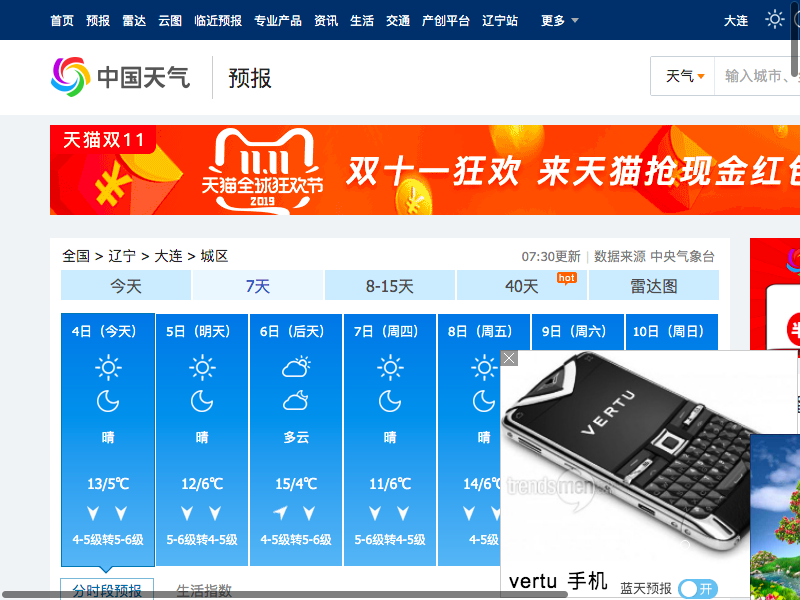 首页 预报 雷达 云图 临近预报 专业产品 资讯 生活 交通 产创平台 辽宁站 更多 大连
中国天气 预报 天气 输入城市、
天猫双11
天猫全球狂欢节
2019
双十一狂欢 来天猫抢现金红包
全国 > 辽宁 > 大连 > 城区 07:30更新 | 数据来源 中央气象台
今天 7天 8-15天 40天 hot 雷达图
4日（今天） 5日（明天） 6日（后天） 7日（周四） 8日（周五） 9日（周六） 10日（周日）
晴 晴 多云 晴 晴
13/5℃ 12/6℃ 15/4℃ 11/6℃ 14/6℃
4-5级转5-6级 5-6级转4-5级 4-5级转5-6级 5-6级转4-5级 4-5级
VERTU
trendsmen
vertu 手机
蓝天预报 开
分时段预报 生活指数